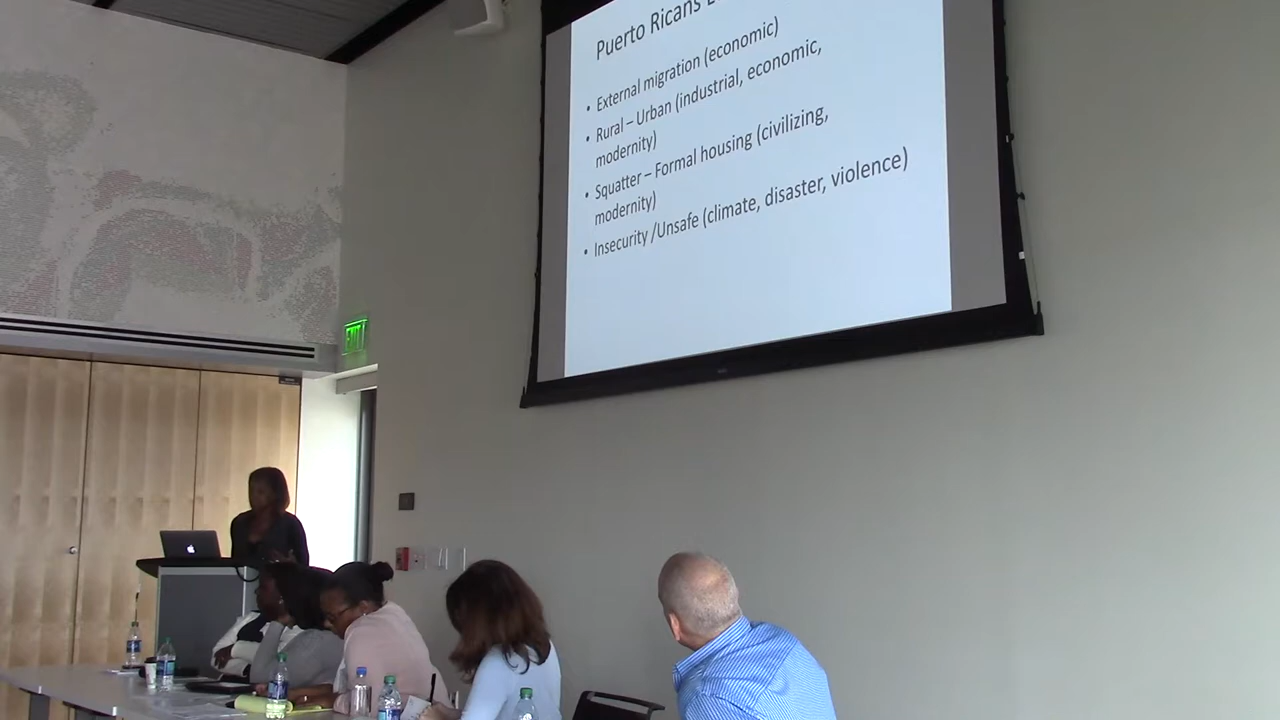 Puerto Ricans
• External migration (economic)
• Rural – Urban (industrial, economic,
modernity)
• Squatter – Formal housing (civilizing,
modernity)
• Insecurity /Unsafe (climate, disaster, violence)
EXIT